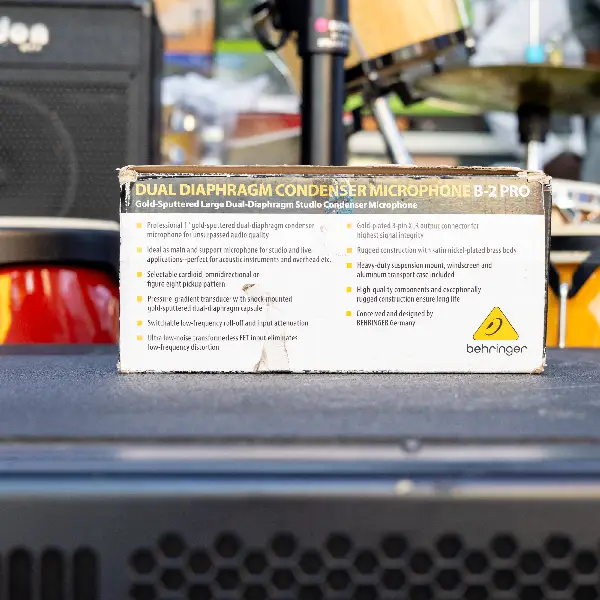 DUAL DIAPHRAGM CONDENSER MICROPHONE B-2 PRO
Gold-Sputtered Large Dual-Diaphragm Studio Condenser Microphone
Professional 1" gold-sputtered dual-diaphragm condenser
microphone for unsurpassed audio quality
Ideal as main and support microphone for studio and live
applications–perfect for acoustic instruments and overhead etc.
Selectable cardioid, omnidirectional or
figure eight pickup pattern
Pressure-gradient transducer with shock-mounted
gold-sputtered dual-diaphragm capsule
Switchable low-frequency roll-off and input attenuation
Ultra-low-noise transformerless FET input eliminates
low-frequency distortion
Gold-plated 3-pin XLR output connector for
highest signal integrity
Rugged construction with satin nickel-plated brass body
Heavy-duty suspension mount, windscreen and
aluminum transport case included
High-quality components and exceptionally
rugged construction ensure long life
Conceived and designed by
BEHRINGER Germany
behringer